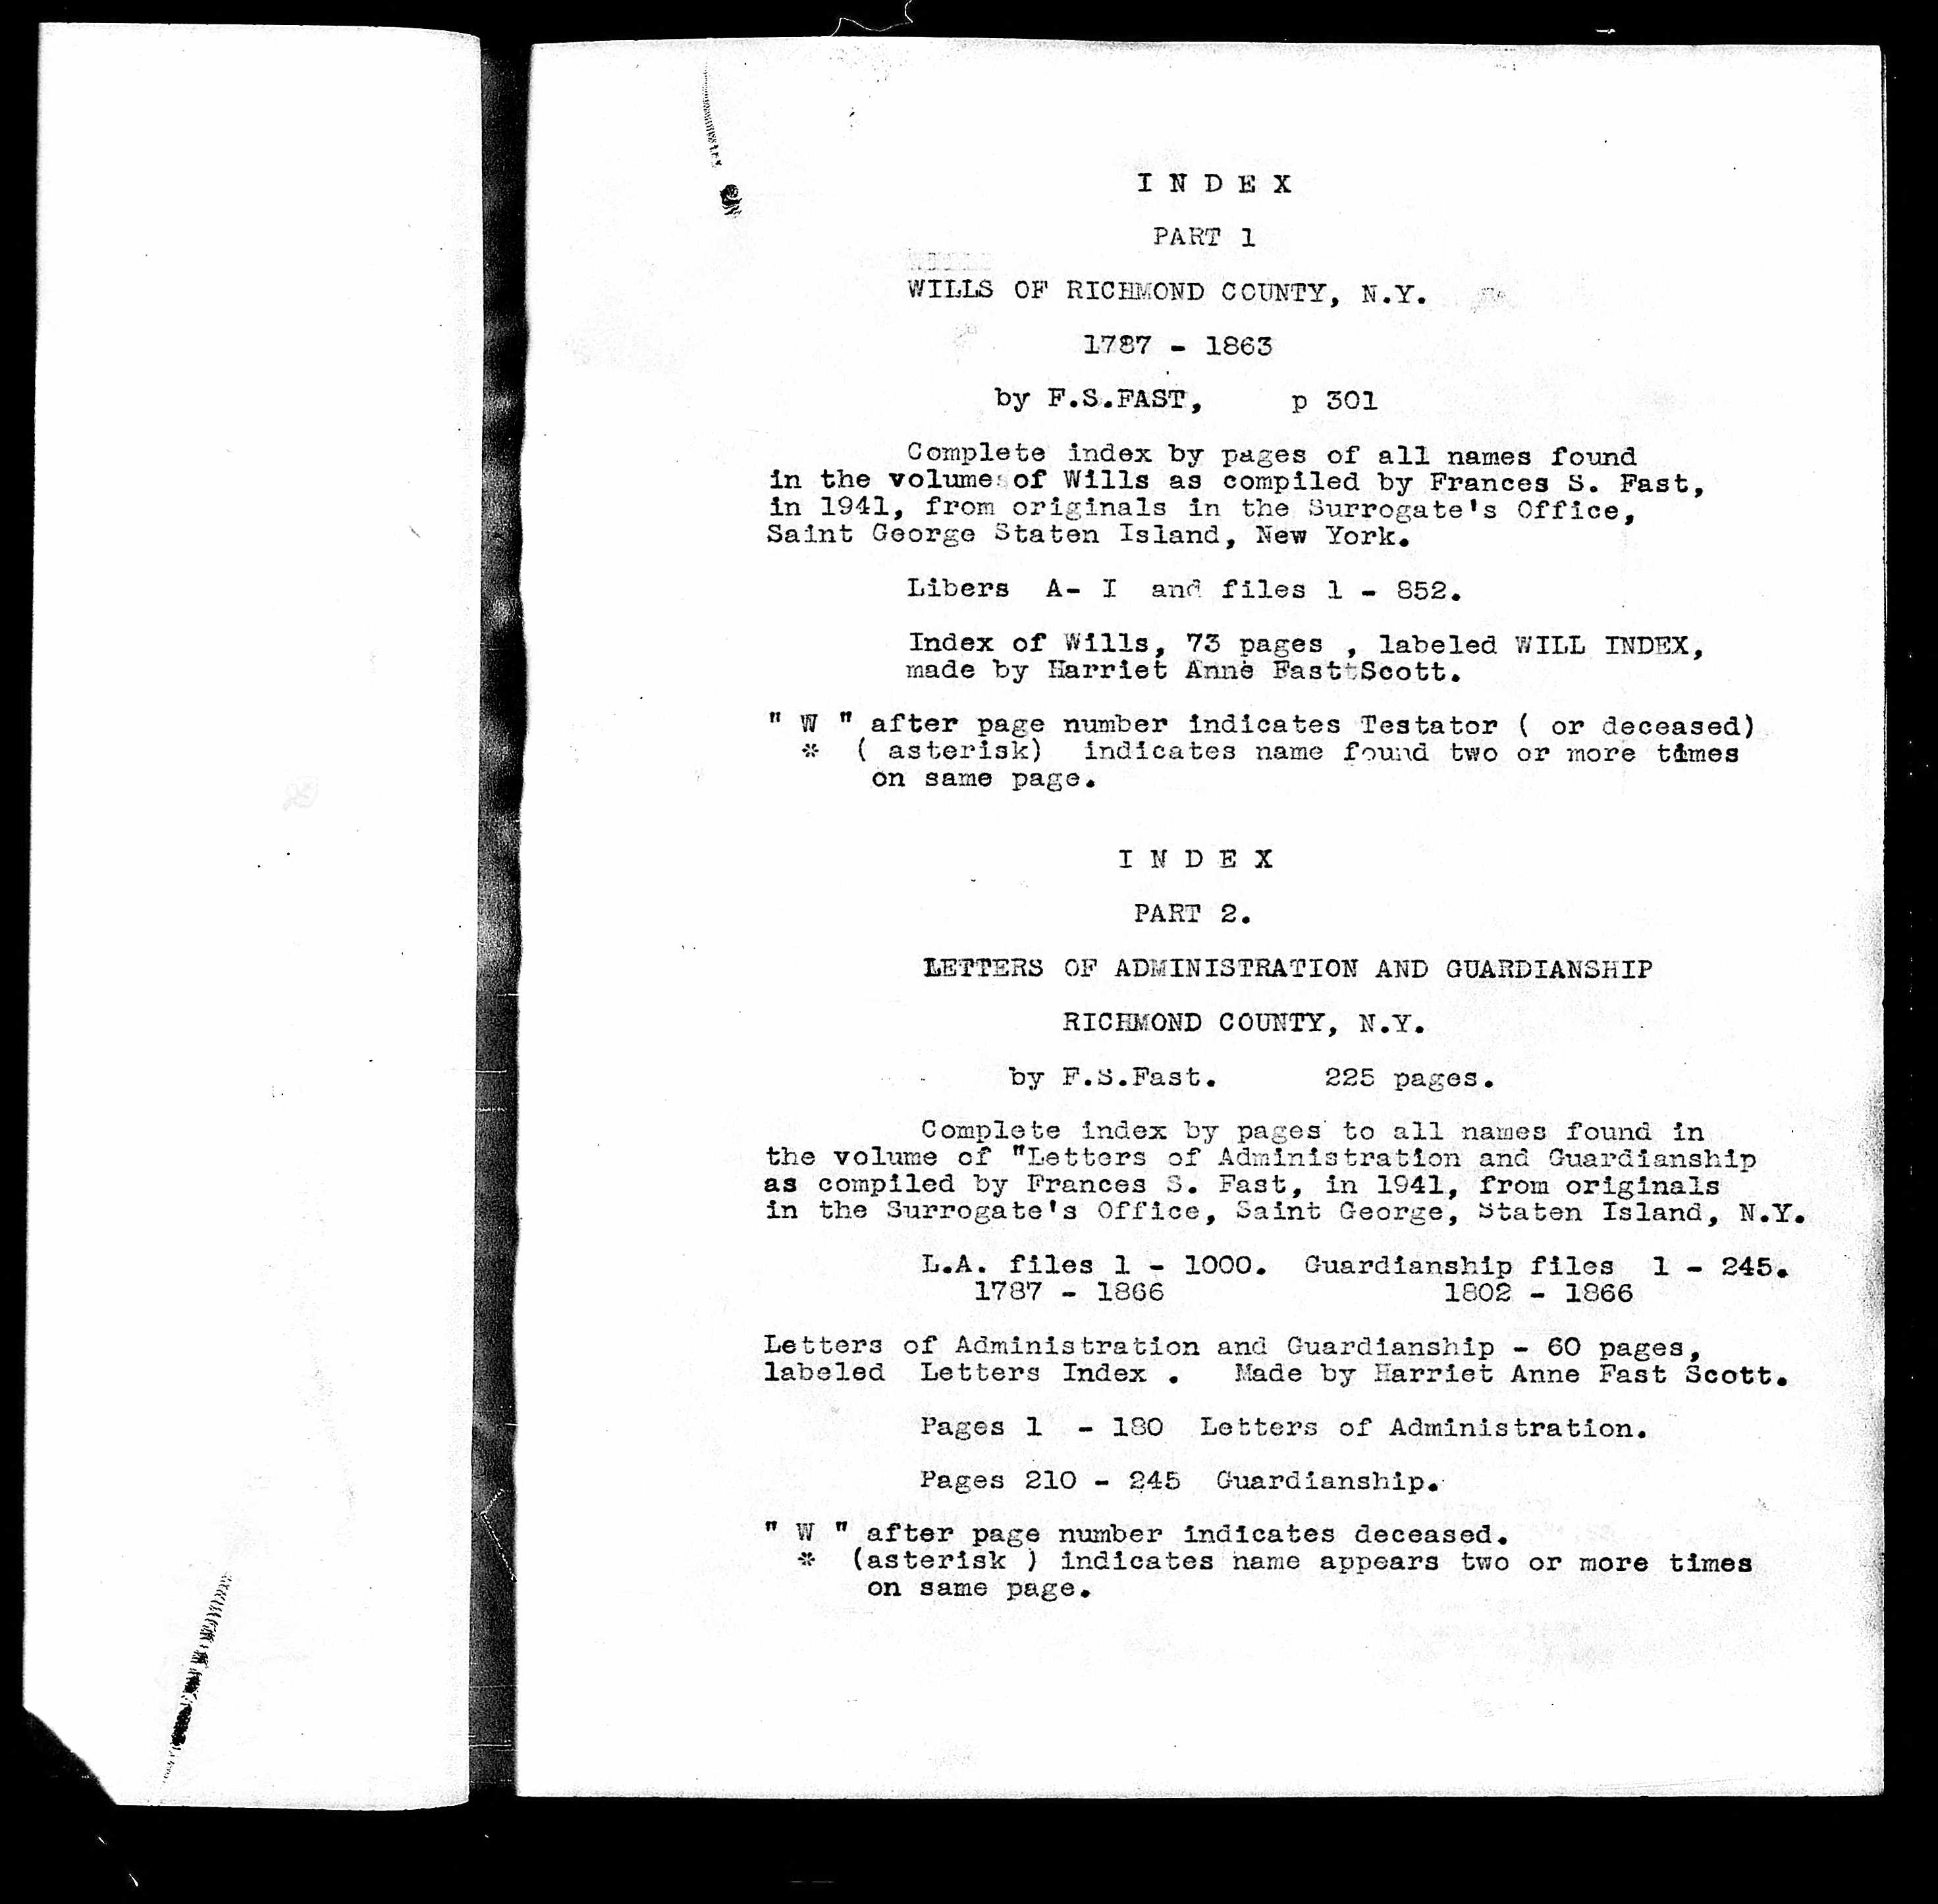 I N D E X
PART 1
WILLS OF RICHMOND COUNTY, N.Y.
1787 - 1863
by F.S.FAST, p 301
Complete index by pages of all names found
in the volume of Wills as compiled by Frances S. Fast,
in 1941, from originals in the Surrogate's Office,
Saint George Staten Island, New York.
Libers A- I and files 1 - 852.
Index of Wills, 73 pages , labeled WILL INDEX,
made by Harriet Anne Fast Scott.
" W " after page number indicates Testator ( or deceased)
* ( asterisk) indicates name found two or more times
on same page.
I N D E X
PART 2.
LETTERS OF ADMINISTRATION AND GUARDIANSHIP
RICHMOND COUNTY, N.Y.
by F.S.Fast. 225 pages.
Complete index by pages to all names found in
the volume of "Letters of Administration and Guardianship
as compiled by Frances S. Fast, in 1941, from originals
in the Surrogate's Office, Saint George, Staten Island, N.Y.
L.A. files 1 - 1000. Guardianship files 1 - 245.
1787 - 1866 1802 - 1866
Letters of Administration and Guardianship - 60 pages,
labeled Letters Index . Made by Harriet Anne Fast Scott.
Pages 1 - 180 Letters of Administration.
Pages 210 - 245 Guardianship.
" W " after page number indicates deceased.
* (asterisk ) indicates name appears two or more times
on same page.